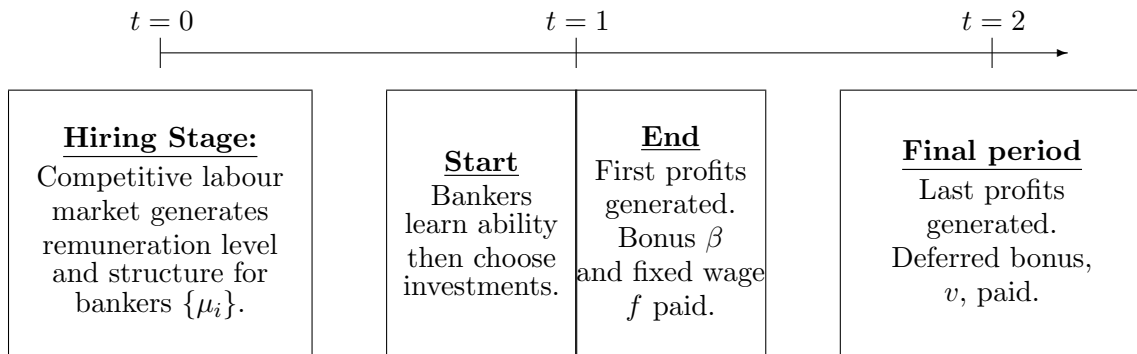 t = 0
t = 1
t = 2
Hiring Stage:
Competitive labour
market generates
remuneration level
and structure for
bankers {μᵢ}.
Start
Bankers
learn ability
then choose
investments.
End
First profits
generated.
Bonus β
and fixed wage
f paid.
Final period
Last profits
generated.
Deferred bonus,
v, paid.